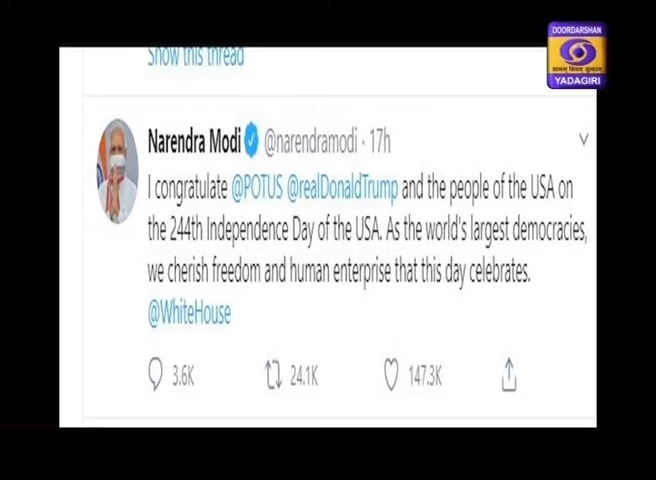 DOORDARSHAN
YADAGIRI
Show this thread
Narendra Modi @narendramodi · 17h
I congratulate @POTUS @realDonaldTrump and the people of the USA on
the 244th Independence Day of the USA. As the world's largest democracies,
we cherish freedom and human enterprise that this day celebrates.
@WhiteHouse
3.6K 24.1K 147.3K